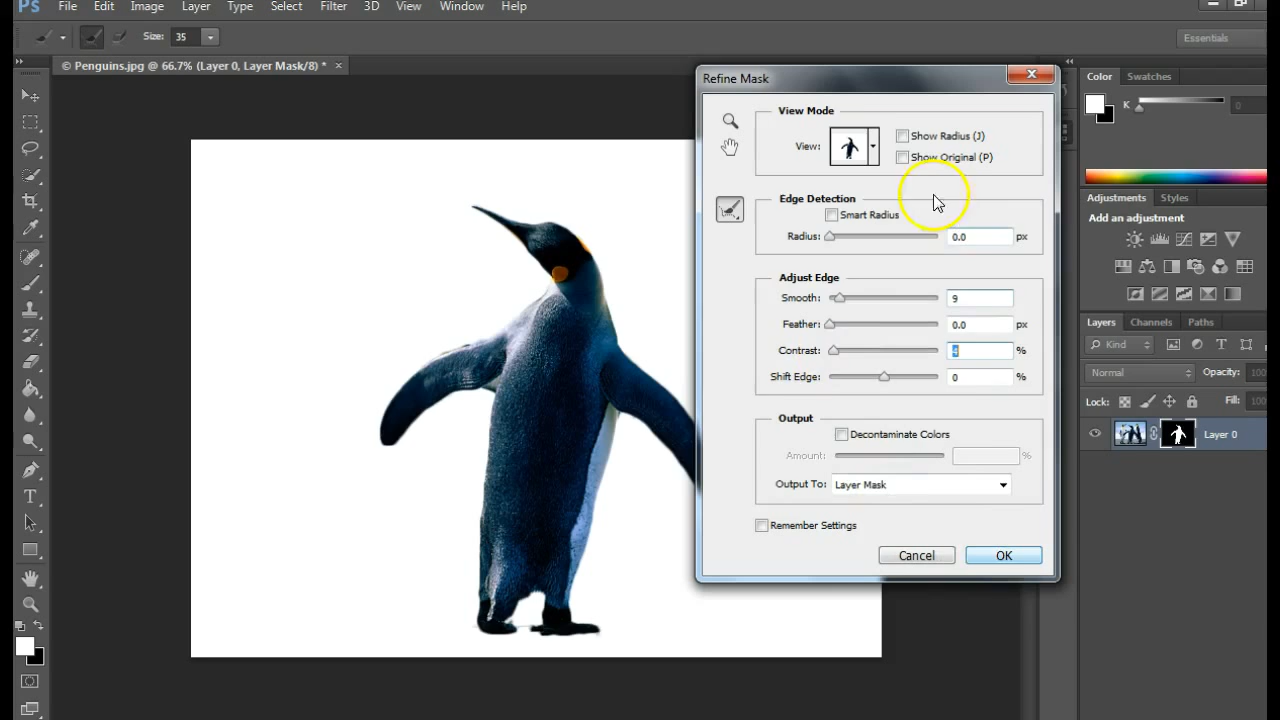 Ps File Edit Image Layer Type Select Filter 3D View Window Help
Size: 35
Essentials
© Penguins.jpg @ 66.7% (Layer 0, Layer Mask/8) * ×
Refine Mask
View Mode
View:
Show Radius (J)
Show Original (P)
Edge Detection
Smart Radius
Radius: 0.0 px
Adjust Edge
Smooth: 9
Feather: 0.0 px
Contrast: 4 %
Shift Edge: 0 %
Output
Decontaminate Colors
Amount: %
Output To: Layer Mask
Remember Settings
Cancel OK
Color Swatches
K 0
Adjustments Styles
Add an adjustment
Layers Channels Paths
Kind
Normal Opacity: 100
Lock: Fill: 100
Layer 0